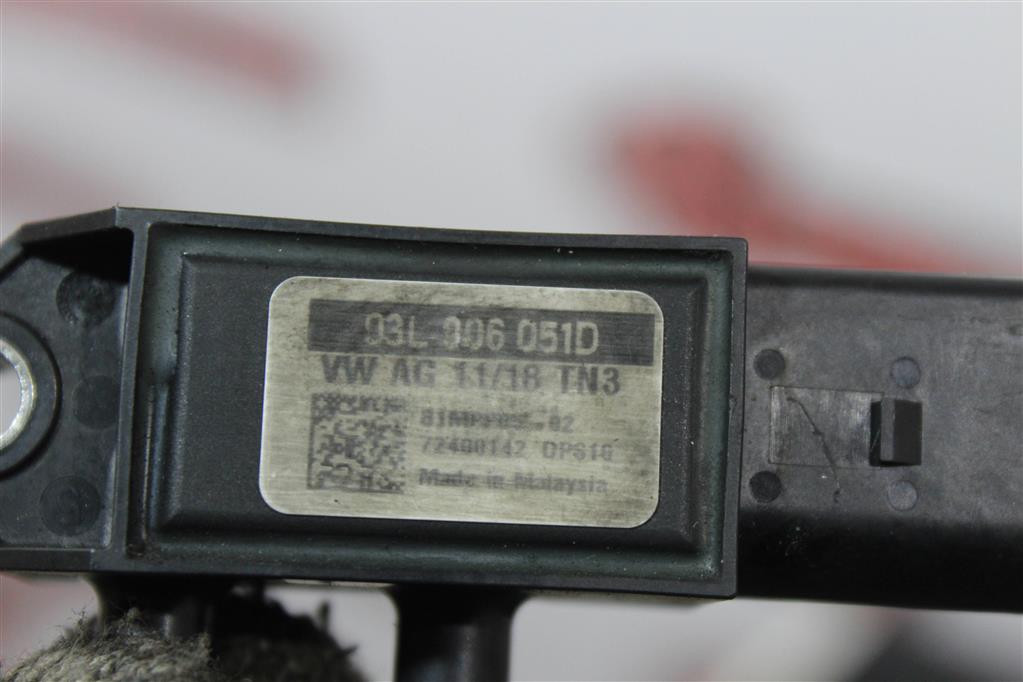 03L 906 051D
VW AG 11/18 TN3
72400142 DPS10
Made in Malaysia